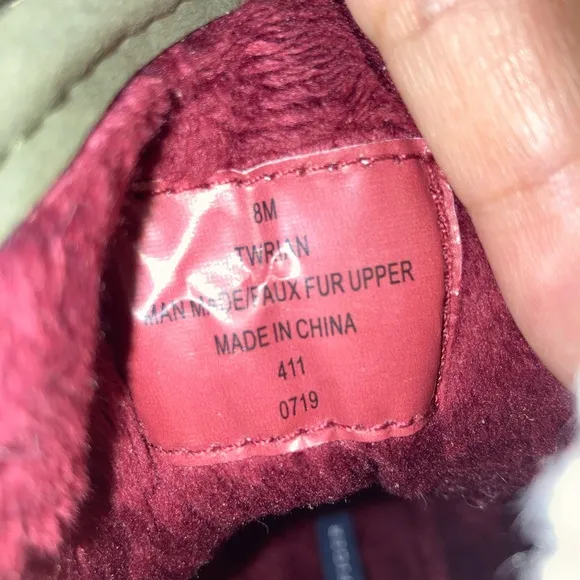 8M
TWRIAN
MAN MADE/FAUX FUR UPPER
MADE IN CHINA
411
0719